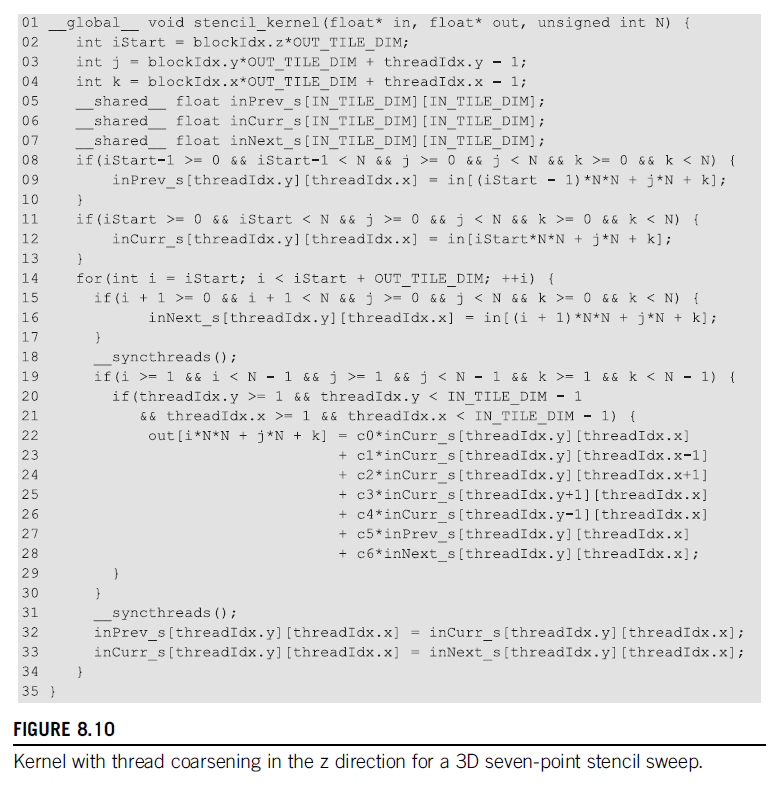 01 __global__ void stencil_kernel(float* in, float* out, unsigned int N) {
02    int iStart = blockIdx.z*OUT_TILE_DIM;
03    int j = blockIdx.y*OUT_TILE_DIM + threadIdx.y - 1;
04    int k = blockIdx.x*OUT_TILE_DIM + threadIdx.x - 1;
05    __shared__ float inPrev_s[IN_TILE_DIM][IN_TILE_DIM];
06    __shared__ float inCurr_s[IN_TILE_DIM][IN_TILE_DIM];
07    __shared__ float inNext_s[IN_TILE_DIM][IN_TILE_DIM];
08    if(iStart-1 >= 0 && iStart-1 < N && j >= 0 && j < N && k >= 0 && k < N) {
09       inPrev_s[threadIdx.y][threadIdx.x] = in[(iStart - 1)*N*N + j*N + k];
10    }
11    if(iStart >= 0 && iStart < N && j >= 0 && j < N && k >= 0 && k < N) {
12       inCurr_s[threadIdx.y][threadIdx.x] = in[iStart*N*N + j*N + k];
13    }
14    for(int i = iStart; i < iStart + OUT_TILE_DIM; ++i) {
15      if(i + 1 >= 0 && i + 1 < N && j >= 0 && j < N && k >= 0 && k < N) {
16           inNext_s[threadIdx.y][threadIdx.x] = in[(i + 1)*N*N + j*N + k];
17      }
18      __syncthreads();
19      if(i >= 1 && i < N - 1 && j >= 1 && j < N - 1 && k >= 1 && k < N - 1) {
20        if(threadIdx.y >= 1 && threadIdx.y < IN_TILE_DIM - 1
21           && threadIdx.x >= 1 && threadIdx.x < IN_TILE_DIM - 1) {
22           out[i*N*N + j*N + k] = c0*inCurr_s[threadIdx.y][threadIdx.x]
23                                + c1*inCurr_s[threadIdx.y][threadIdx.x-1]
24                                + c2*inCurr_s[threadIdx.y][threadIdx.x+1]
25                                + c3*inCurr_s[threadIdx.y+1][threadIdx.x]
26                                + c4*inCurr_s[threadIdx.y-1][threadIdx.x]
27                                + c5*inPrev_s[threadIdx.y][threadIdx.x]
28                                + c6*inNext_s[threadIdx.y][threadIdx.x];
29        }
30      }
31      __syncthreads();
32      inPrev_s[threadIdx.y][threadIdx.x] = inCurr_s[threadIdx.y][threadIdx.x];
33      inCurr_s[threadIdx.y][threadIdx.x] = inNext_s[threadIdx.y][threadIdx.x];
34    }
35 }
FIGURE 8.10
Kernel with thread coarsening in the z direction for a 3D seven-point stencil sweep.